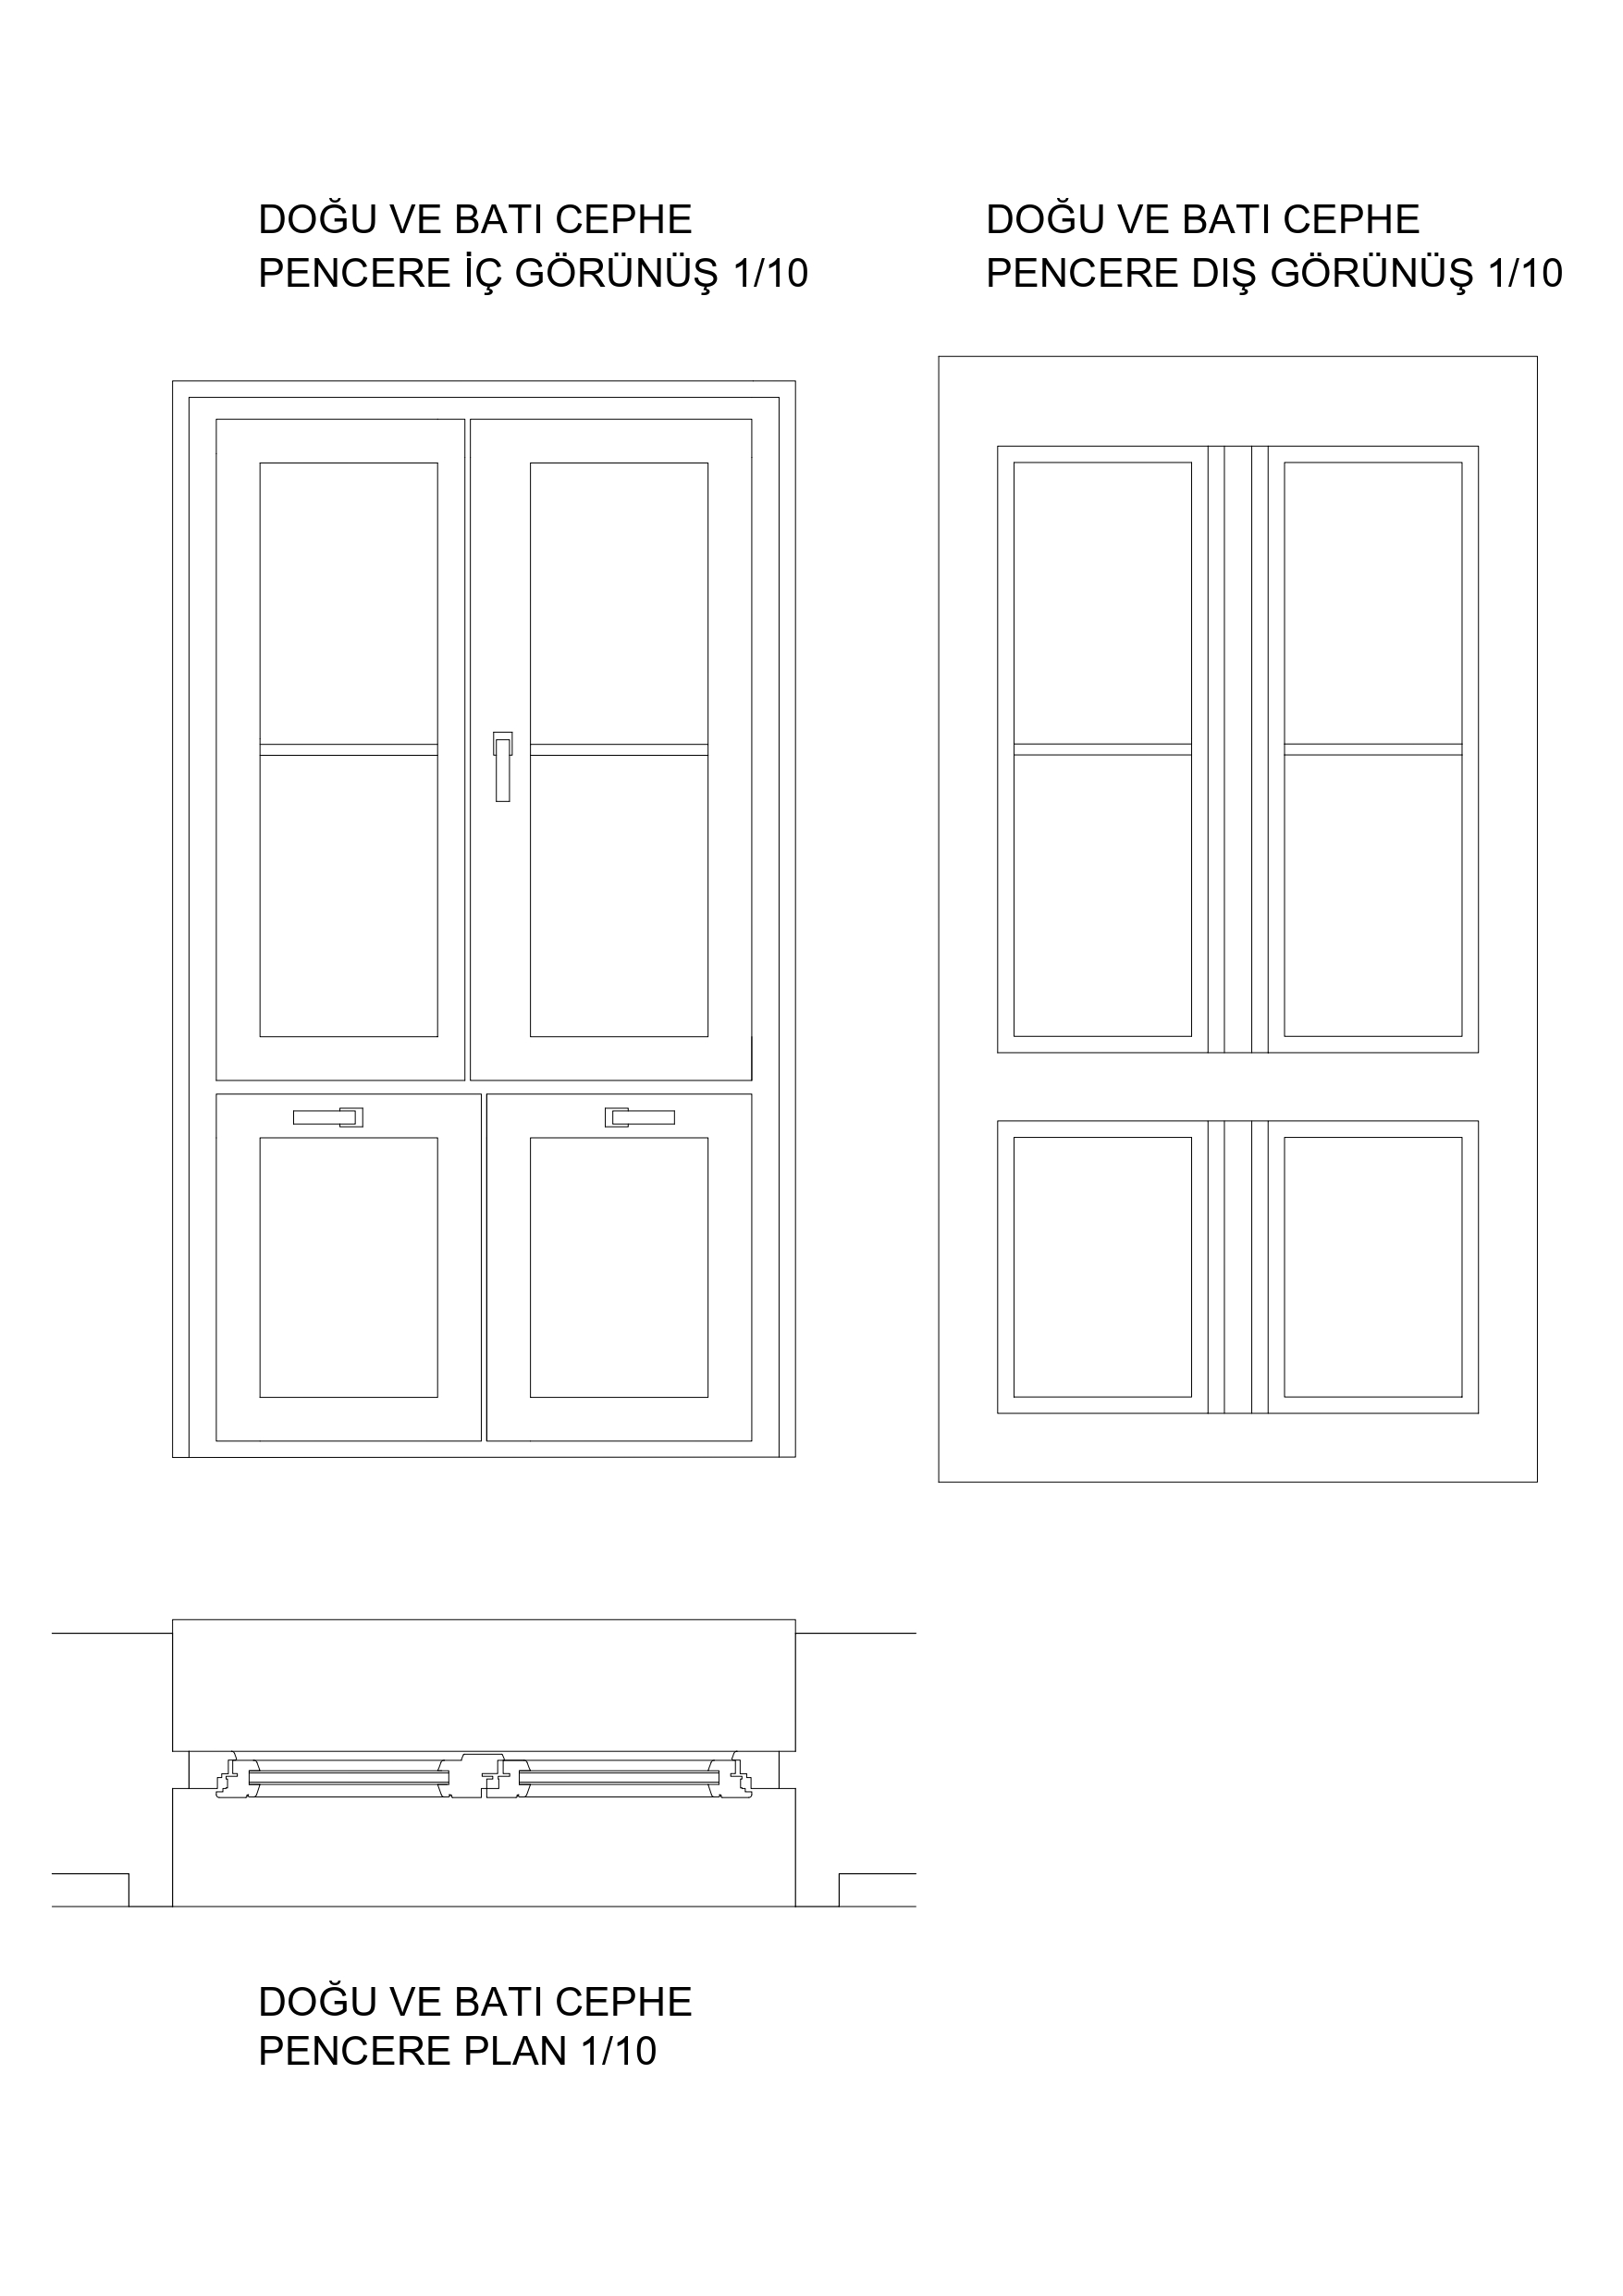 DOĞU VE BATI CEPHE
PENCERE İÇ GÖRÜNÜŞ 1/10
DOĞU VE BATI CEPHE
PENCERE DIŞ GÖRÜNÜŞ 1/10
DOĞU VE BATI CEPHE
PENCERE PLAN 1/10